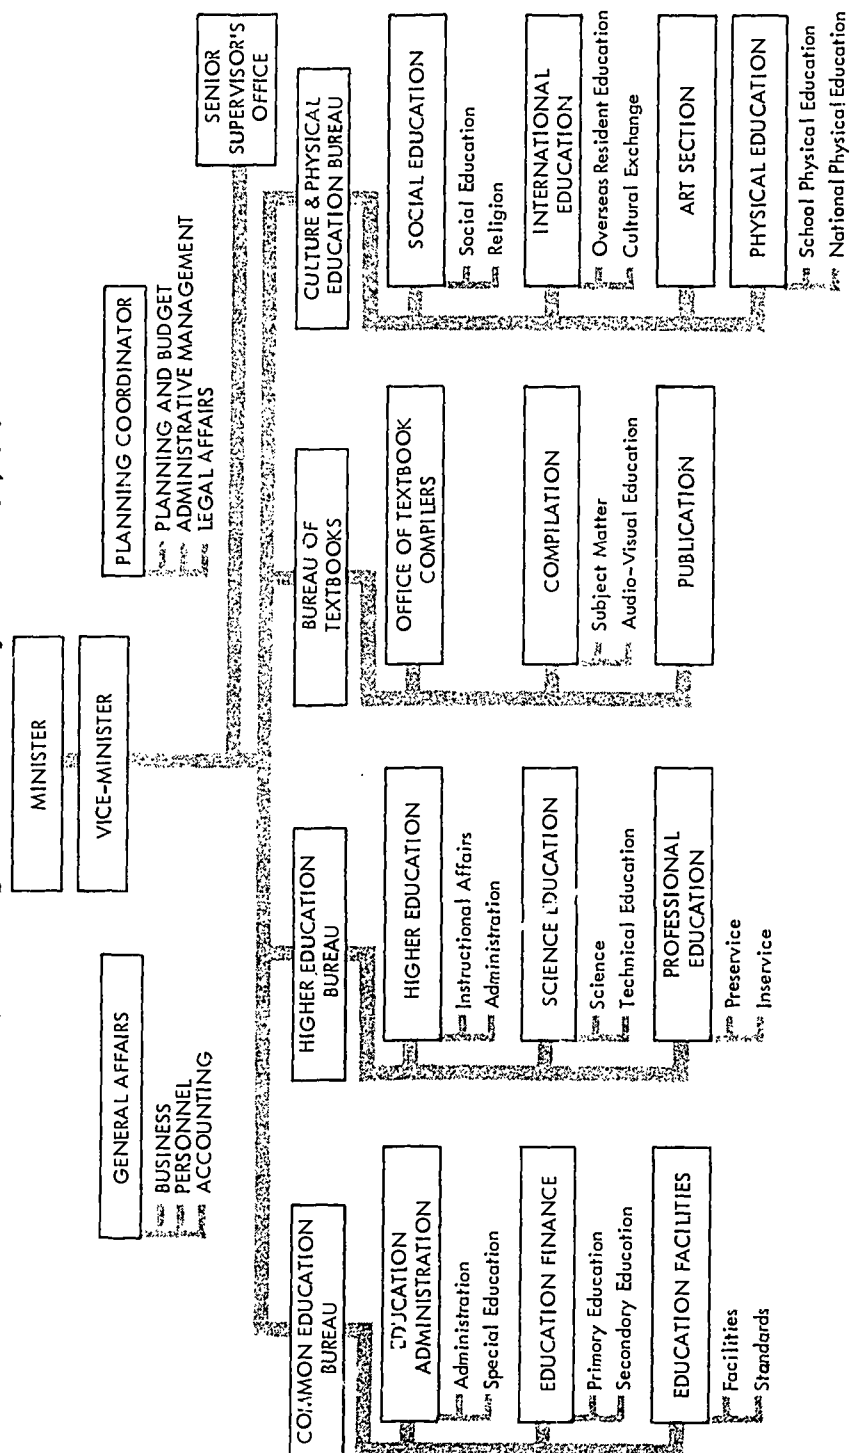 MINISTER
VICE-MINISTER
GENERAL AFFAIRS
BUSINESS
PERSONNEL
ACCOUNTING
PLANNING COORDINATOR
PLANNING AND BUDGET
ADMINISTRATIVE MANAGEMENT
LEGAL AFFAIRS
SENIOR
SUPERVISOR'S
OFFICE
COMMON EDUCATION
BUREAU
EDUCATION
ADMINISTRATION
Administration
Special Education
EDUCATION FINANCE
Primary Education
Secondary Education
EDUCATION FACILITIES
Facilities
Standards
HIGHER EDUCATION
BUREAU
HIGHER EDUCATION
Instructional Affairs
Administration
SCIENCE EDUCATION
Science
Technical Education
PROFESSIONAL
EDUCATION
Preservice
Inservice
BUREAU OF
TEXTBOOKS
OFFICE OF TEXTBOOK
COMPILERS
COMPILATION
Subject Matter
Audio-Visual Education
PUBLICATION
CULTURE & PHYSICAL
EDUCATION BUREAU
SOCIAL EDUCATION
Social Education
Religion
INTERNATIONAL
EDUCATION
Overseas Resident Education
Cultural Exchange
ART SECTION
PHYSICAL EDUCATION
School Physical Education
National Physical Education